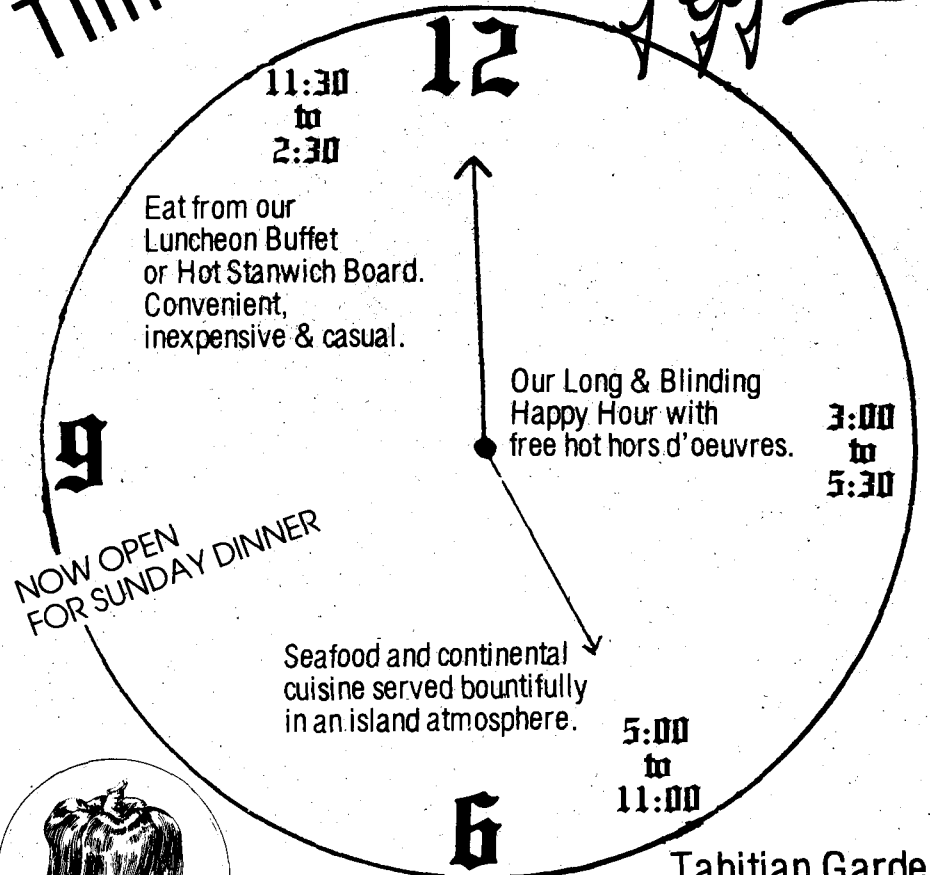 12
11:30
to
2:30
Eat from our
Luncheon Buffet
or Hot Stanwich Board.
Convenient,
inexpensive & casual.
Our Long & Blinding
Happy Hour with
free hot hors d'oeuvres.
3:00
to
5:30
9
NOW OPEN
FOR SUNDAY DINNER
Seafood and continental
cuisine served bountifully
in an island atmosphere.
5:00
to
11:00
6
Tahitian Garde